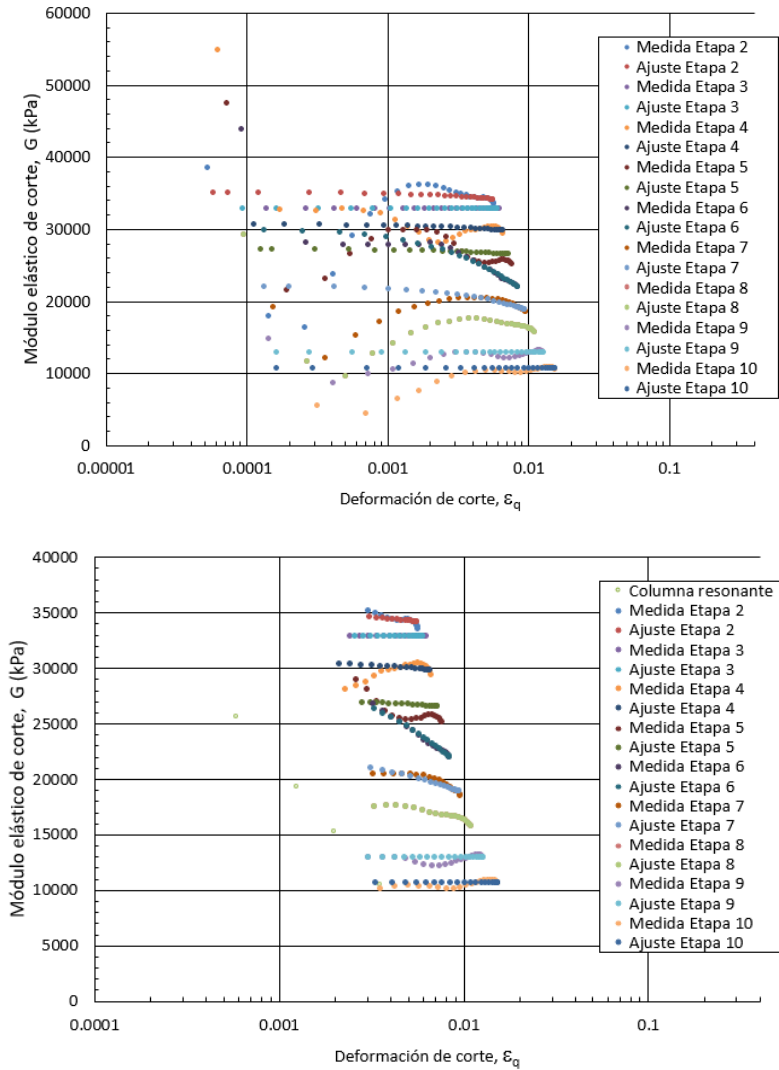 60000
50000
40000
30000
20000
10000
0
Módulo elástico de corte, G (kPa)
0.00001
0.0001
0.001
0.01
0.1
Deformación de corte, εq
Medida Etapa 2
Ajuste Etapa 2
Medida Etapa 3
Ajuste Etapa 3
Medida Etapa 4
Ajuste Etapa 4
Medida Etapa 5
Ajuste Etapa 5
Medida Etapa 6
Ajuste Etapa 6
Medida Etapa 7
Ajuste Etapa 7
Medida Etapa 8
Ajuste Etapa 8
Medida Etapa 9
Ajuste Etapa 9
Medida Etapa 10
Ajuste Etapa 10
40000
35000
30000
25000
20000
15000
10000
5000
0
Módulo elástico de corte, G (kPa)
0.0001
0.001
0.01
0.1
Deformación de corte, εq
Columna resonante
Medida Etapa 2
Ajuste Etapa 2
Medida Etapa 3
Ajuste Etapa 3
Medida Etapa 4
Ajuste Etapa 4
Medida Etapa 5
Ajuste Etapa 5
Medida Etapa 6
Ajuste Etapa 6
Medida Etapa 7
Ajuste Etapa 7
Medida Etapa 8
Ajuste Etapa 8
Medida Etapa 9
Ajuste Etapa 9
Medida Etapa 10
Ajuste Etapa 10